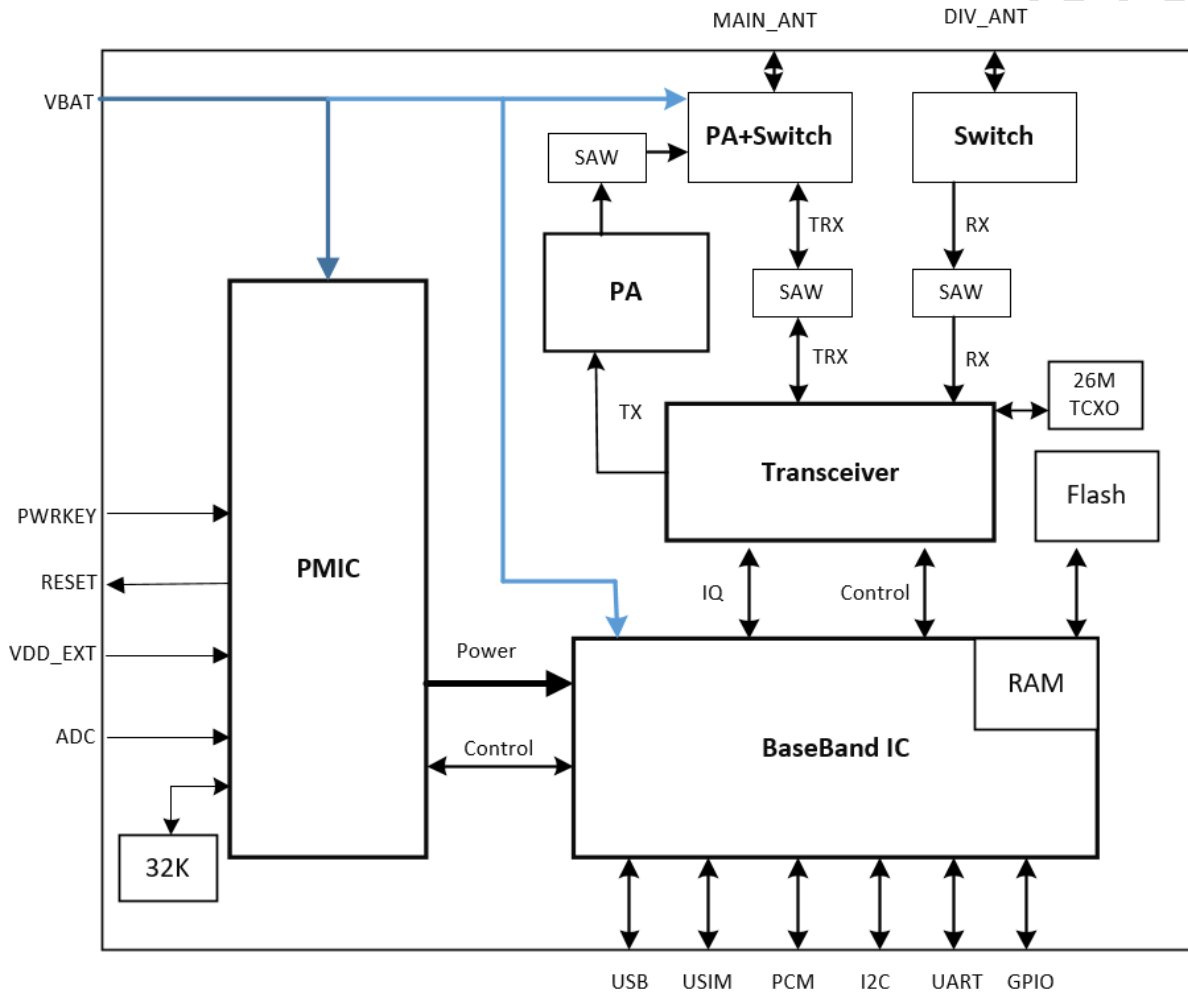 MAIN_ANT
DIV_ANT
VBAT
PA+Switch
Switch
SAW
TRX
RX
PA
SAW
SAW
TRX
RX
26M
TCXO
TX
Transceiver
Flash
PWRKEY
PMIC
RESET
IQ
Control
VDD_EXT
Power
RAM
ADC
Control
BaseBand IC
32K
USB
USIM
PCM
I2C
UART
GPIO